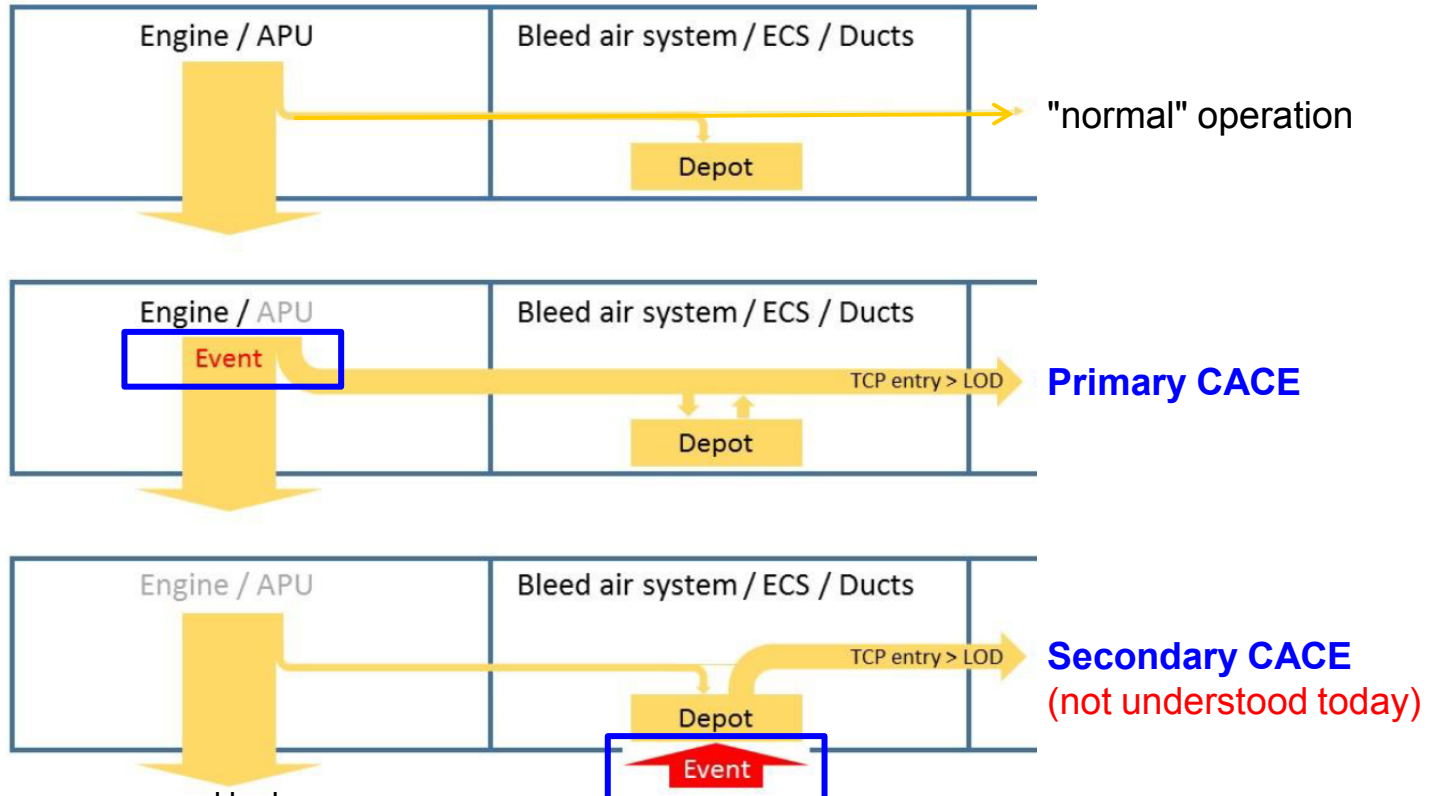 Engine / APU
Bleed air system / ECS / Ducts
"normal" operation
Depot
Engine / APU
Bleed air system / ECS / Ducts
Event
TCP entry > LOD
Primary CACE
Depot
Engine / APU
Bleed air system / ECS / Ducts
TCP entry > LOD
Secondary CACE
(not understood today)
Depot
Event